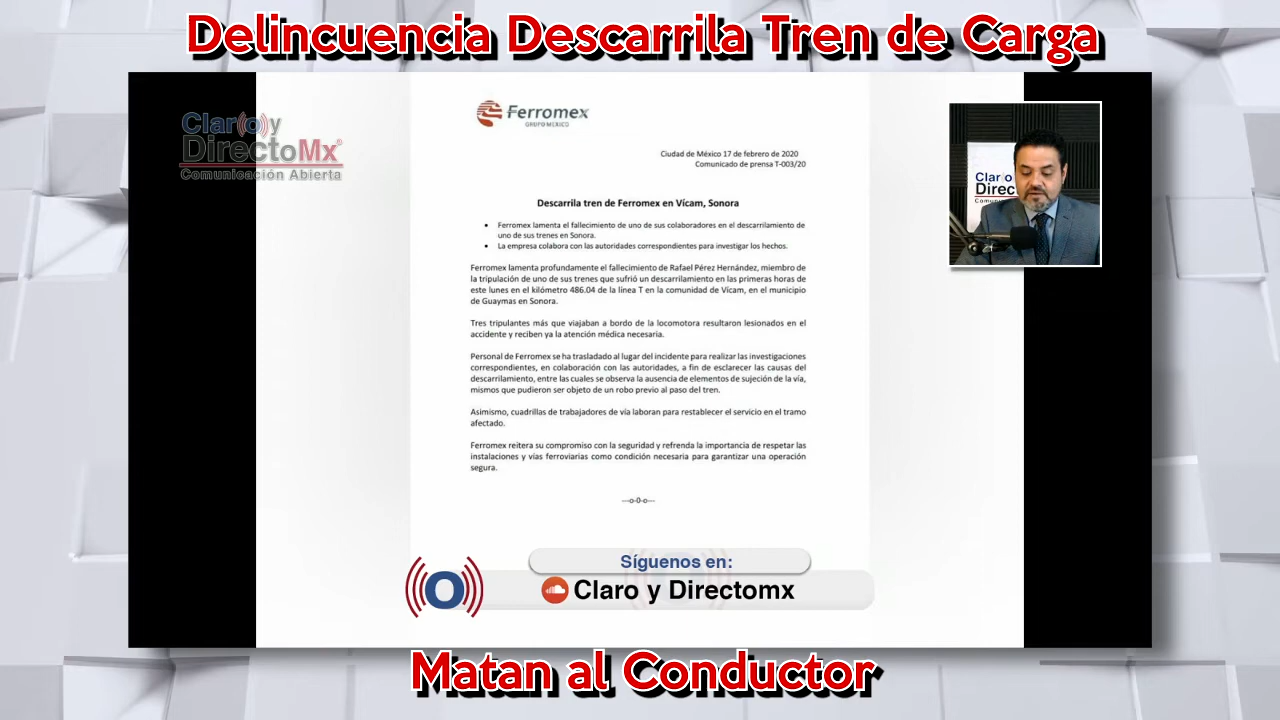 Delincuencia Descarrila Tren de Carga
Claro y
DirectoMx®
Comunicación Abierta
Ferromex
GRUPO MEXICO
Ciudad de México 17 de febrero de 2020
Comunicado de prensa T-003/20
Descarrila tren de Ferromex en Vícam, Sonora
• Ferromex lamenta el fallecimiento de uno de sus colaboradores en el descarrilamiento de
uno de sus trenes en Sonora.
• La empresa colabora con las autoridades correspondientes para investigar los hechos.
Ferromex lamenta profundamente el fallecimiento de Rafael Pérez Hernández, miembro de
la tripulación de uno de sus trenes que sufrió un descarrilamiento en las primeras horas de
este lunes en el kilómetro 486.04 de la línea T en la comunidad de Vícam, en el municipio
de Guaymas en Sonora.
Tres tripulantes más que viajaban a bordo de la locomotora resultaron lesionados en el
accidente y reciben ya la atención médica necesaria.
Personal de Ferromex se ha trasladado al lugar del incidente para realizar las investigaciones
correspondientes, en colaboración con las autoridades, a fin de esclarecer las causas del
descarrilamiento, entre las cuales se observa la ausencia de elementos de sujeción de la vía,
mismos que pudieron ser objeto de un robo previo al paso del tren.
Asimismo, cuadrillas de trabajadores de vía laboran para restablecer el servicio en el tramo
afectado.
Ferromex reitera su compromiso con la seguridad y refrenda la importancia de respetar las
instalaciones y vías ferroviarias como condición necesaria para garantizar una operación
segura.
---o-0-o---
Síguenos en:
Claro y Directomx
Matan al Conductor